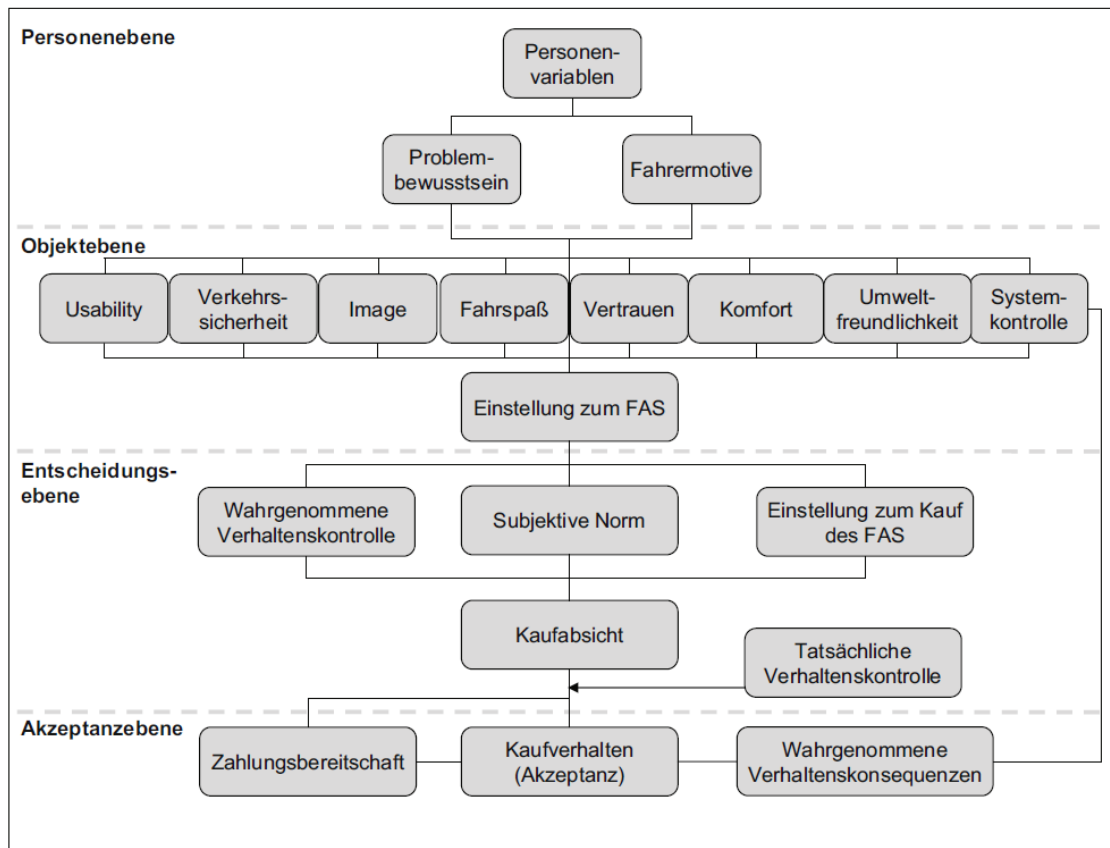 Personenebene
Personen-
variablen
Problem-
bewusstsein
Fahrermotive
Objektebene
Usability
Verkehrs-
sicherheit
Image
Fahrspaß
Vertrauen
Komfort
Umwelt-
freundlichkeit
System-
kontrolle
Einstellung zum FAS
Entscheidungs-
ebene
Wahrgenommene
Verhaltenskontrolle
Subjektive Norm
Einstellung zum Kauf
des FAS
Kaufabsicht
Tatsächliche
Verhaltenskontrolle
Akzeptanzebene
Zahlungsbereitschaft
Kaufverhalten
(Akzeptanz)
Wahrgenommene
Verhaltenskonsequenzen